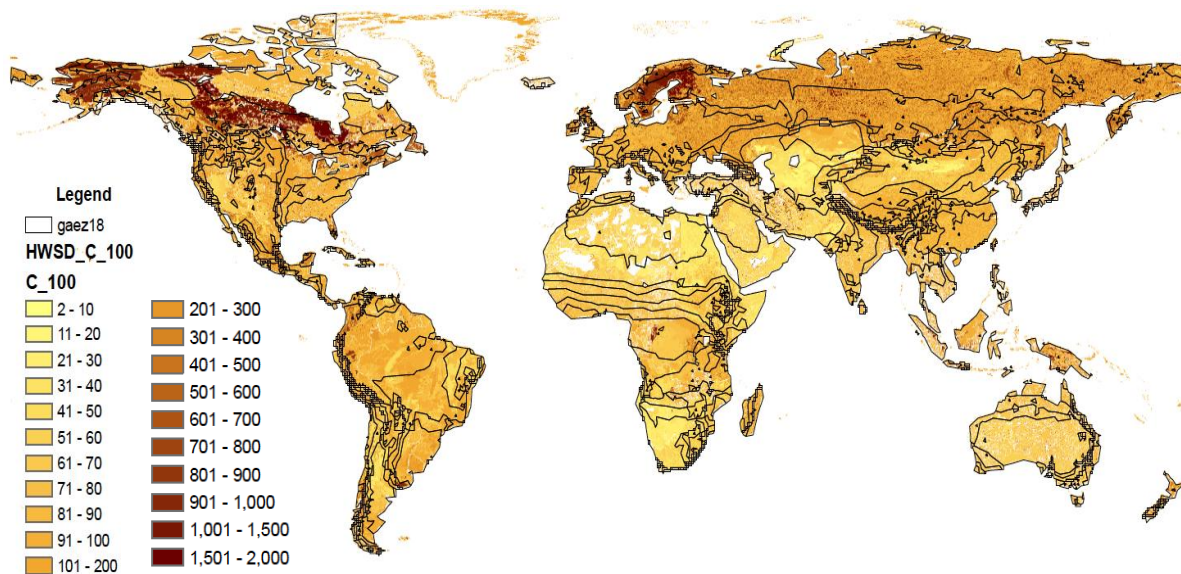 Legend
gaez18
HWSD_C_100
C_100
2 - 10
11 - 20
21 - 30
31 - 40
41 - 50
51 - 60
61 - 70
71 - 80
81 - 90
91 - 100
101 - 200
201 - 300
301 - 400
401 - 500
501 - 600
601 - 700
701 - 800
801 - 900
901 - 1,000
1,001 - 1,500
1,501 - 2,000